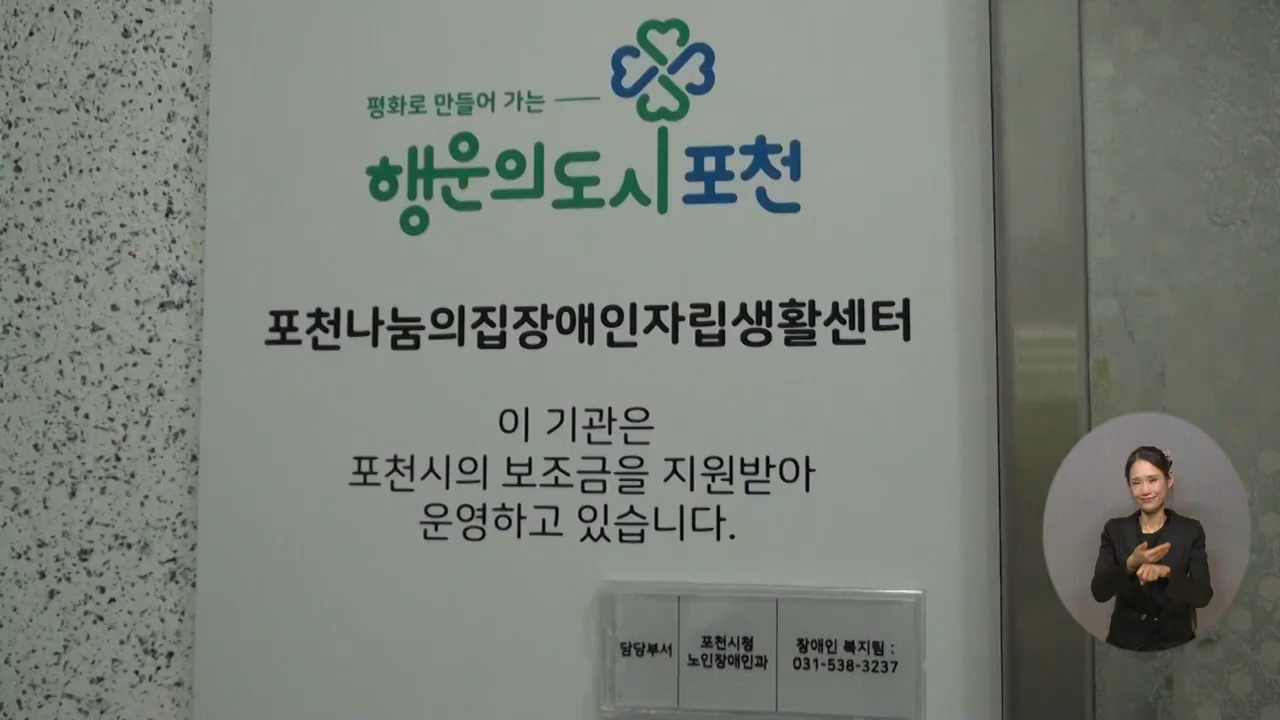 평화로 만들어 가는
행운의도시 포천
포천나눔의집장애인자립생활센터
이 기관은
포천시의 보조금을 지원받아
운영하고 있습니다.
담당부서
포천시청
노인장애인과
장애인 복지팀 :
031-538-3237